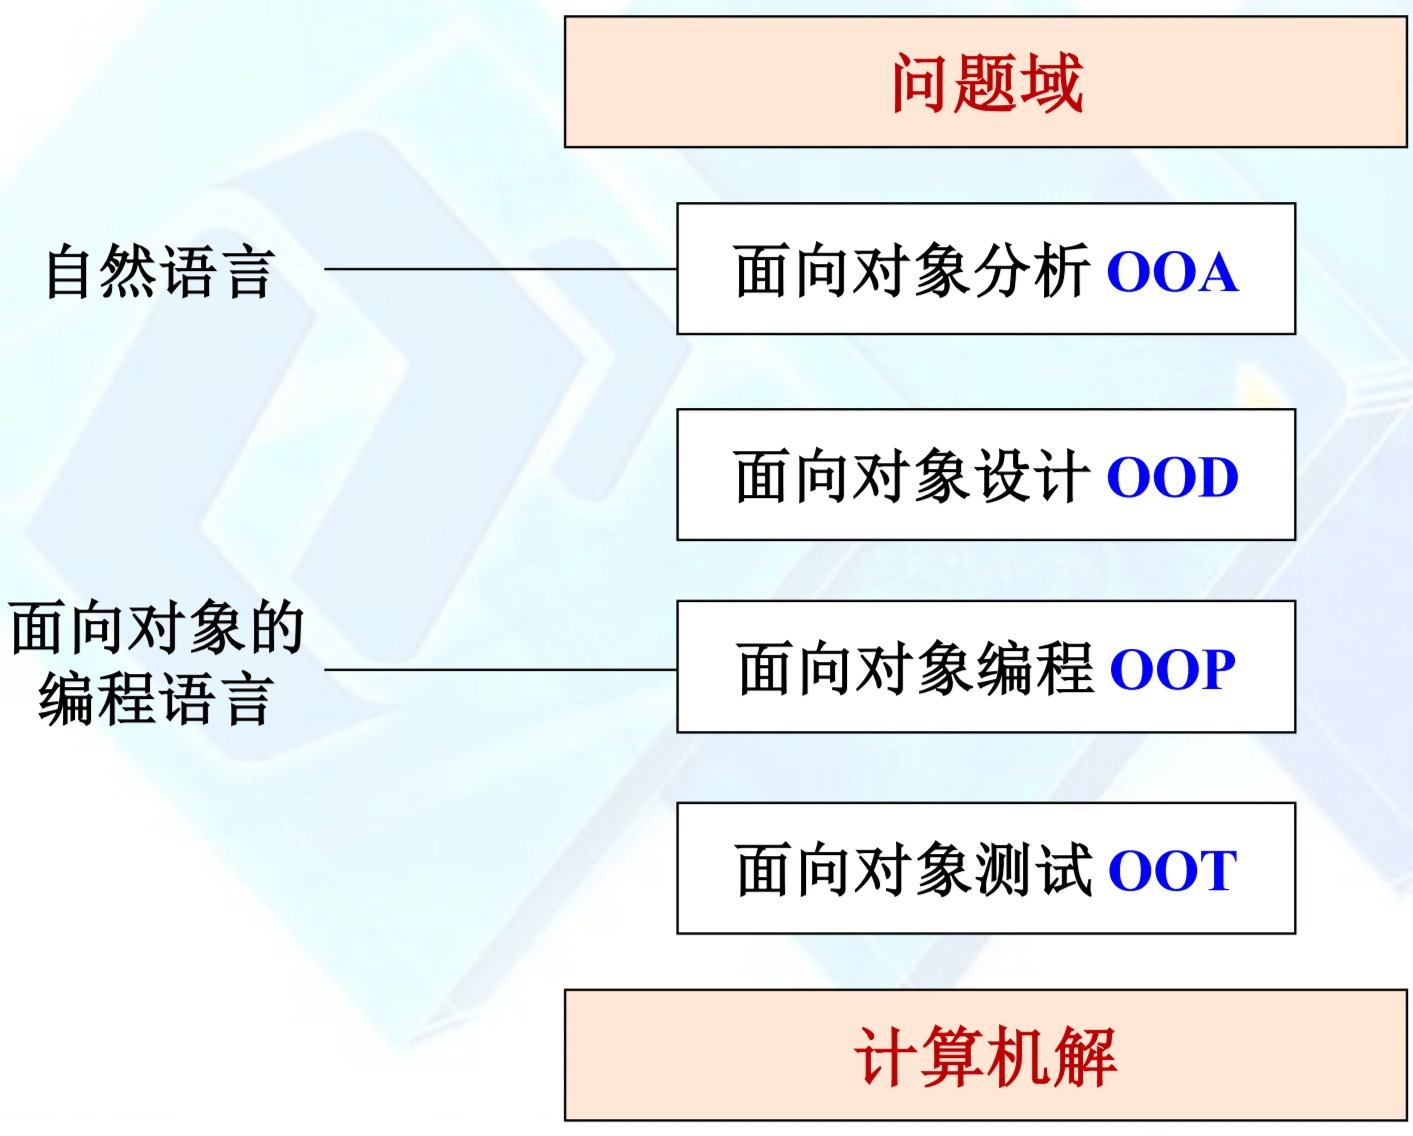 问题域
自然语言
面向对象分析 OOA
面向对象设计 OOD
面向对象的
编程语言
面向对象编程 OOP
面向对象测试 OOT
计算机解